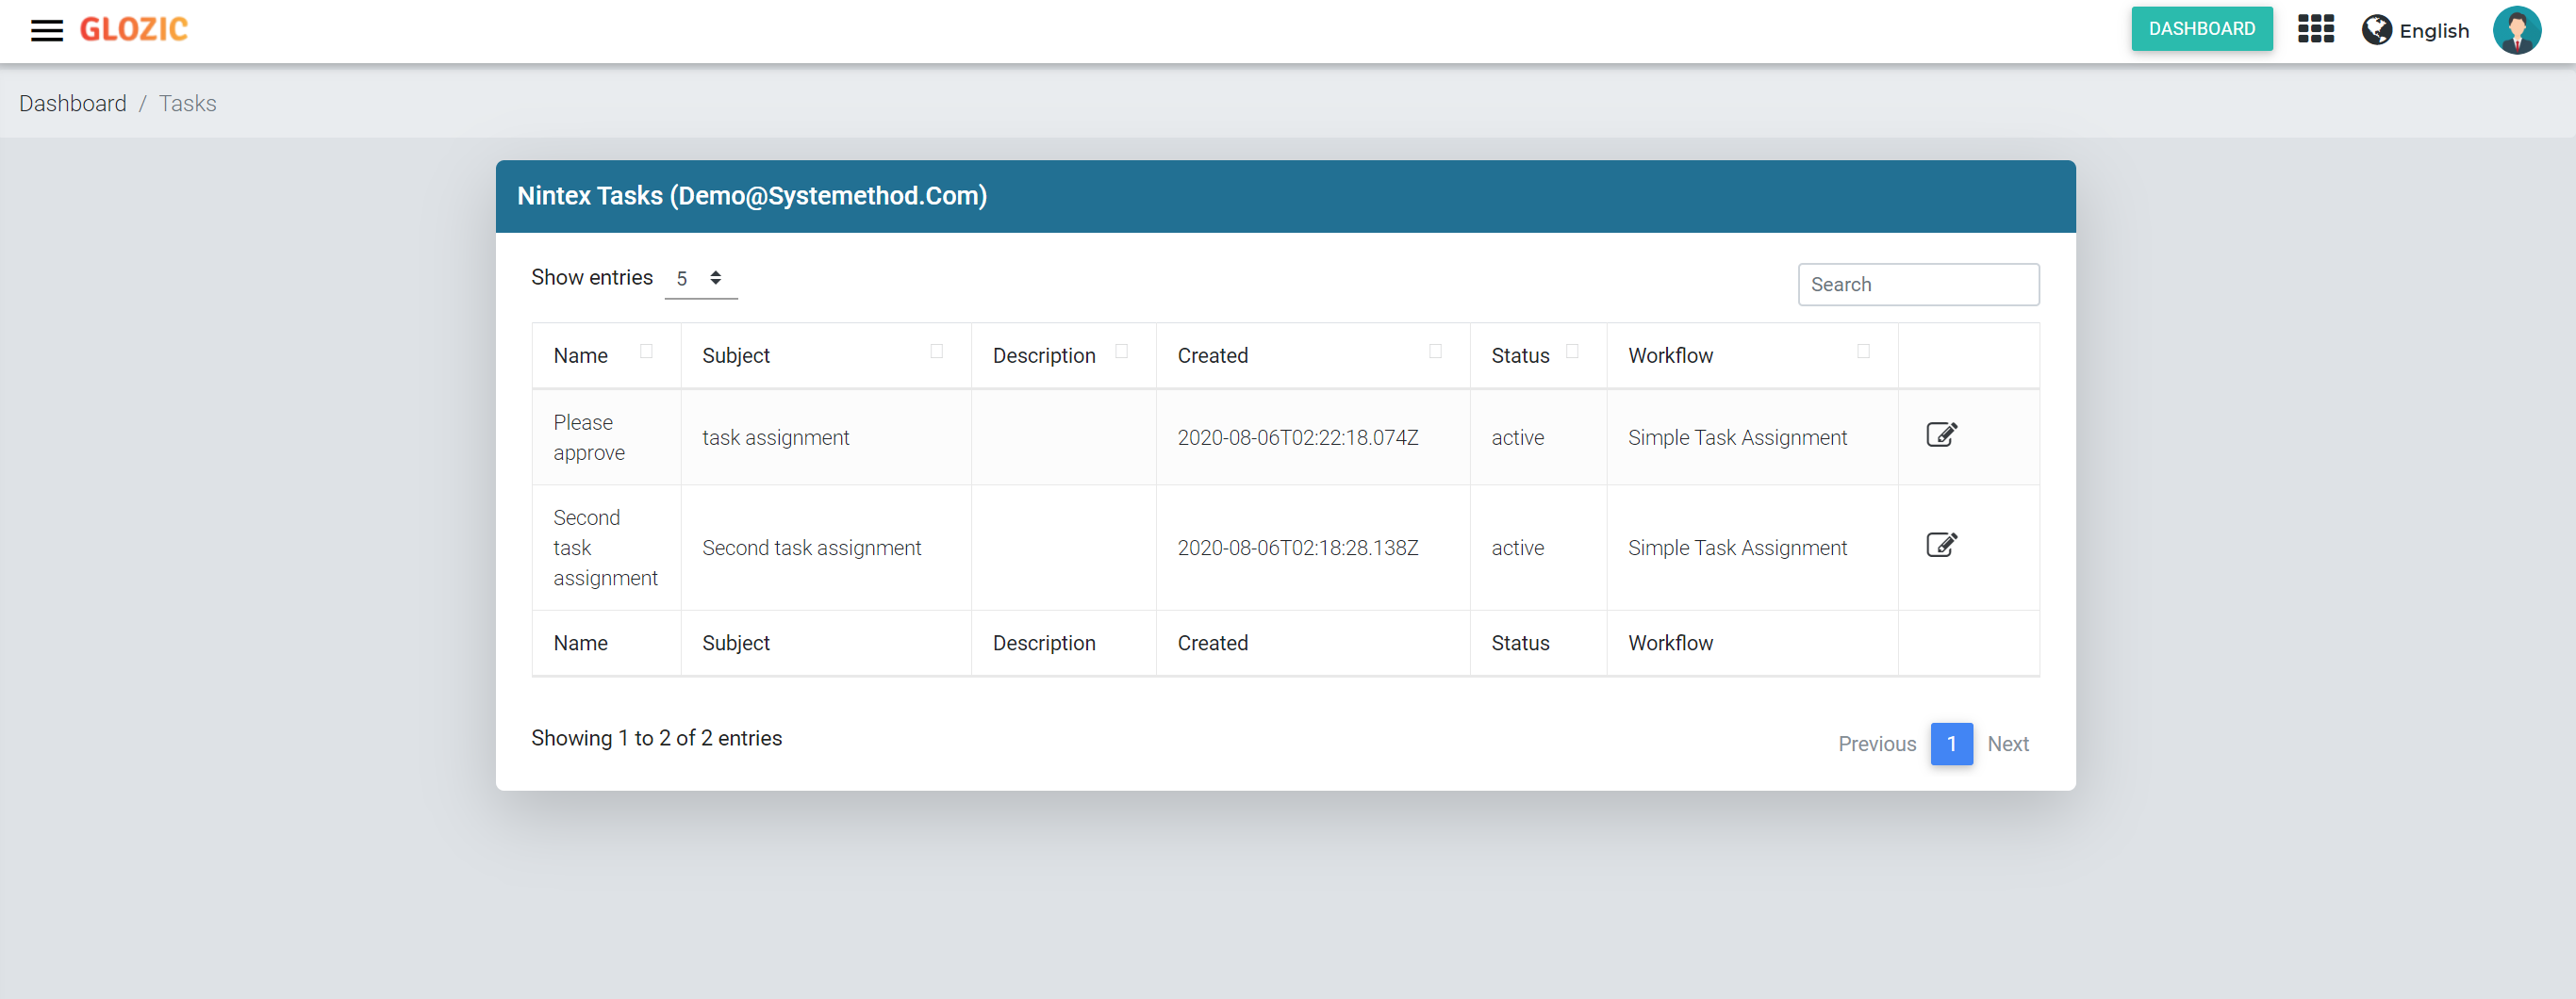 GLOZIC
DASHBOARD
English
Dashboard / Tasks
Nintex Tasks (Demo@Systemethod.Com)
Show entries 5
Search
Name Subject Description Created Status Workflow
Please approve task assignment 2020-08-06T02:22:18.074Z active Simple Task Assignment
Second task assignment Second task assignment 2020-08-06T02:18:28.138Z active Simple Task Assignment
Name Subject Description Created Status Workflow
Showing 1 to 2 of 2 entries
Previous 1 Next